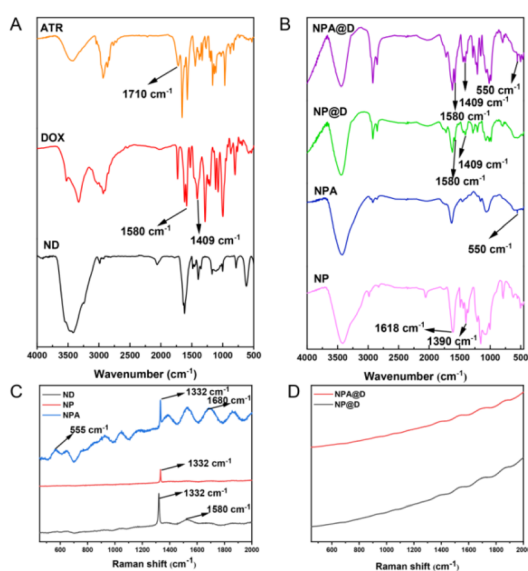 A
ATR
1710 cm⁻¹
DOX
1580 cm⁻¹
1409 cm⁻¹
ND
4000 3500 3000 2500 2000 1500 1000 500
Wavenumber (cm⁻¹)
B
NPA@D
550 cm⁻¹
1409 cm⁻¹
1580 cm⁻¹
NP@D
1409 cm⁻¹
1580 cm⁻¹
NPA
550 cm⁻¹
NP
1618 cm⁻¹
1390 cm⁻¹
4000 3500 3000 2500 2000 1500 1000 500
Wavenumber (cm⁻¹)
C
ND
NP
NPA
1332 cm⁻¹
1680 cm⁻¹
555 cm⁻¹
1332 cm⁻¹
1332 cm⁻¹
1580 cm⁻¹
600 800 1000 1200 1400 1600 1800 2000
Raman shift (cm⁻¹)
D
NPA@D
NP@D
600 800 1000 1200 1400 1600 1800 2000
Raman shift (cm⁻¹)